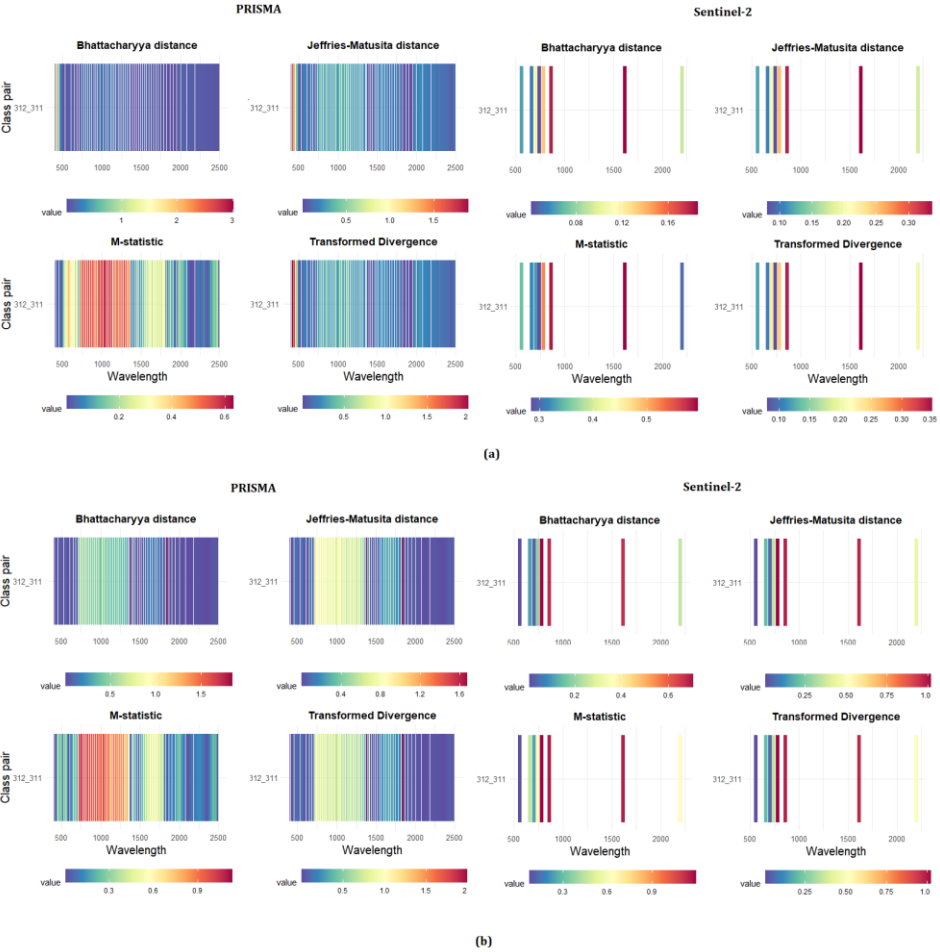 PRISMA
Sentinel-2
Bhattacharyya distance
Jeffries-Matusita distance
Bhattacharyya distance
Jeffries-Matusita distance
Class pair
312_311
312_311
312_311
312_311
500 1000 1500 2000 2500
500 1000 1500 2000 2500
500 1000 1500 2000
500 1000 1500 2000
value 1 2 3
value 0.5 1.0 1.5
value 0.08 0.12 0.16
value 0.10 0.15 0.20 0.25 0.30
M-statistic
Transformed Divergence
M-statistic
Transformed Divergence
Class pair
312_311
312_311
312_311
312_311
500 1000 1500 2000 2500
500 1000 1500 2000 2500
500 1000 1500 2000
500 1000 1500 2000
Wavelength
Wavelength
Wavelength
Wavelength
value 0.2 0.4 0.6
value 0.5 1.0 1.5 2
value 0.3 0.4 0.5
value 0.10 0.15 0.20 0.25 0.30 0.35
(a)
PRISMA
Sentinel-2
Bhattacharyya distance
Jeffries-Matusita distance
Bhattacharyya distance
Jeffries-Matusita distance
Class pair
312_311
312_311
312_311
312_311
500 1000 1500 2000 2500
500 1000 1500 2000 2500
500 1000 1500 2000
500 1000 1500 2000
value 0.5 1.0 1.5
value 0.4 0.8 1.2 1.6
value 0.2 0.4 0.6
value 0.25 0.50 0.75 1.0
M-statistic
Transformed Divergence
M-statistic
Transformed Divergence
Class pair
312_311
312_311
312_311
312_311
500 1000 1500 2000 2500
500 1000 1500 2000 2500
500 1000 1500 2000
500 1000 1500 2000
Wavelength
Wavelength
Wavelength
Wavelength
value 0.3 0.6 0.9
value 0.5 1.0 1.5 2
value 0.3 0.6 0.9
value 0.25 0.50 0.75 1.0
(b)